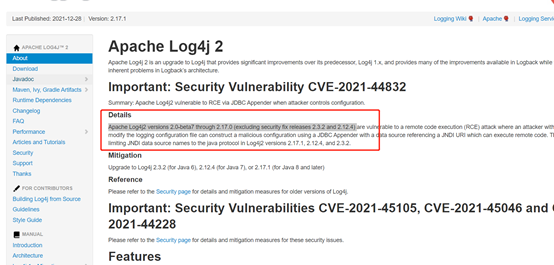 Last Published: 2021-12-28 | Version: 2.17.1
Logging Wiki | Apache | Logging Servi
APACHE LOG4J™ 2
About
Download
Javadoc
Maven, Ivy, Gradle Artifacts
Runtime Dependencies
Changelog
FAQ
Performance
Articles and Tutorials
Security
Support
Thanks
FOR CONTRIBUTORS
Building Log4j from Source
Guidelines
Style Guide
MANUAL
Introduction
Architecture
Apache Log4j 2
Apache Log4j 2 is an upgrade to Log4j that provides significant improvements over its predecessor, Log4j 1.x, and provides many of the improvements available in Logback while
inherent problems in Logback's architecture.
Important: Security Vulnerability CVE-2021-44832
Summary: Apache Log4j2 vulnerable to RCE via JDBC Appender when attacker controls configuration.
Details
Apache Log4j2 versions 2.0-beta7 through 2.17.0 (excluding security fix releases 2.3.2 and 2.12.4) are vulnerable to a remote code execution (RCE) attack where an attacker with
modify the logging configuration file can construct a malicious configuration using a JDBC Appender with a data source referencing a JNDI URI which can execute remote code.
limiting JNDI data source names to the java protocol in Log4j2 versions 2.17.1, 2.12.4, and 2.3.2.
Mitigation
Upgrade to Log4j 2.3.2 (for Java 6), 2.12.4 (for Java 7), or 2.17.1 (for Java 8 and later)
Reference
Please refer to the Security page for details and mitigation measures for older versions of Log4j.
Important: Security Vulnerabilities CVE-2021-45105, CVE-2021-45046 and
2021-44228
Please refer to the Security page for details and mitigation measures for these security issues.
Features